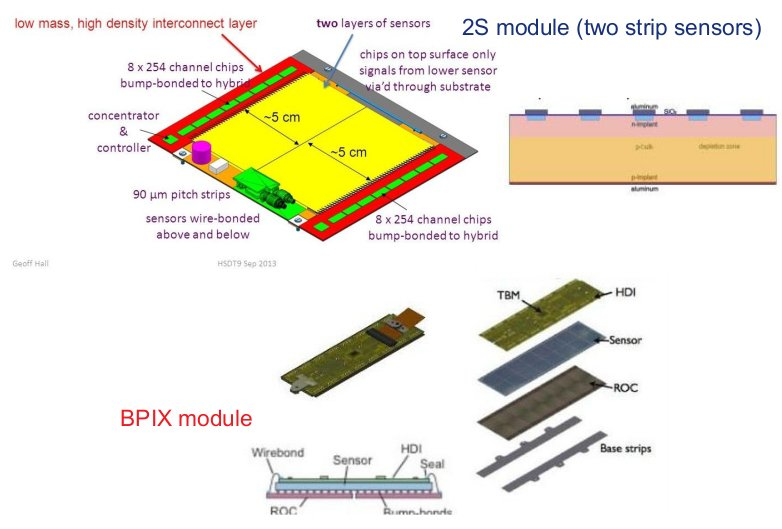 low mass, high density interconnect layer
two layers of sensors
2S module (two strip sensors)
8 x 254 channel chips
bump-bonded to hybrid
chips on top surface only
signals from lower sensor
via'd through substrate
concentrator
&
controller
~5 cm
~5 cm
90 μm pitch strips
sensors wire-bonded
above and below
8 x 254 channel chips
bump-bonded to hybrid
aluminum
SiO₂
n-implant
p-bulk
depletion zone
p-implant
aluminum
Geoff Hall
HSDT9 Sep 2013
TBM
HDI
Sensor
ROC
Base strips
BPIX module
Wirebond
HDI
Sensor
Seal
ROC
Bump-bonds